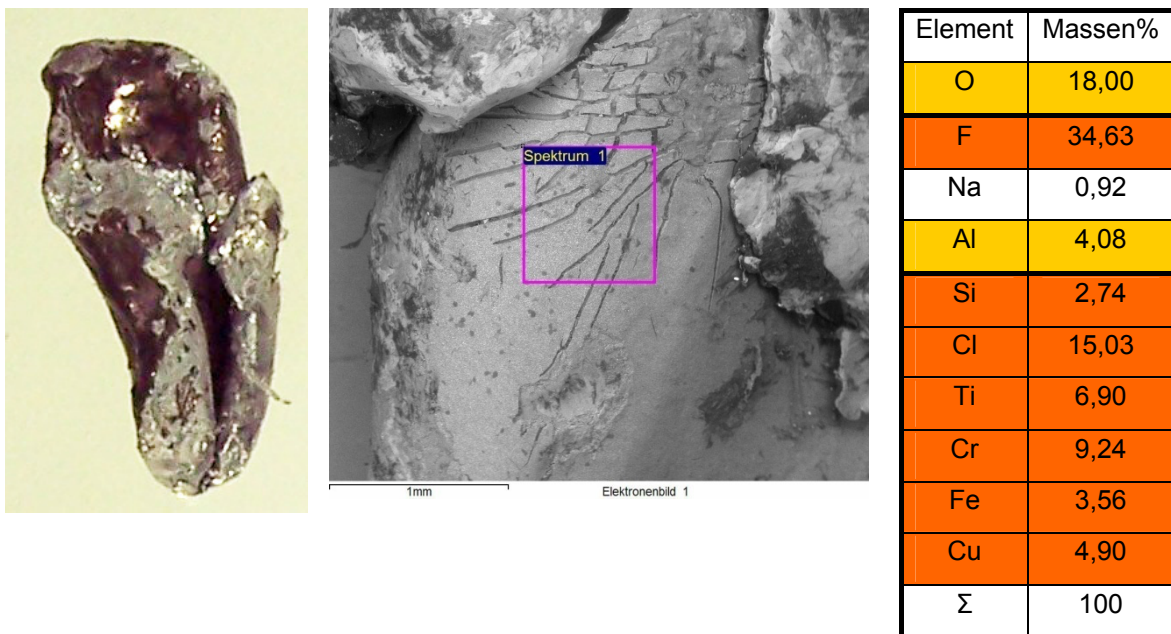 Spektrum 1
1mm
Elektronenbild 1
Element Massen%
O 18,00
F 34,63
Na 0,92
Al 4,08
Si 2,74
Cl 15,03
Ti 6,90
Cr 9,24
Fe 3,56
Cu 4,90
Σ 100